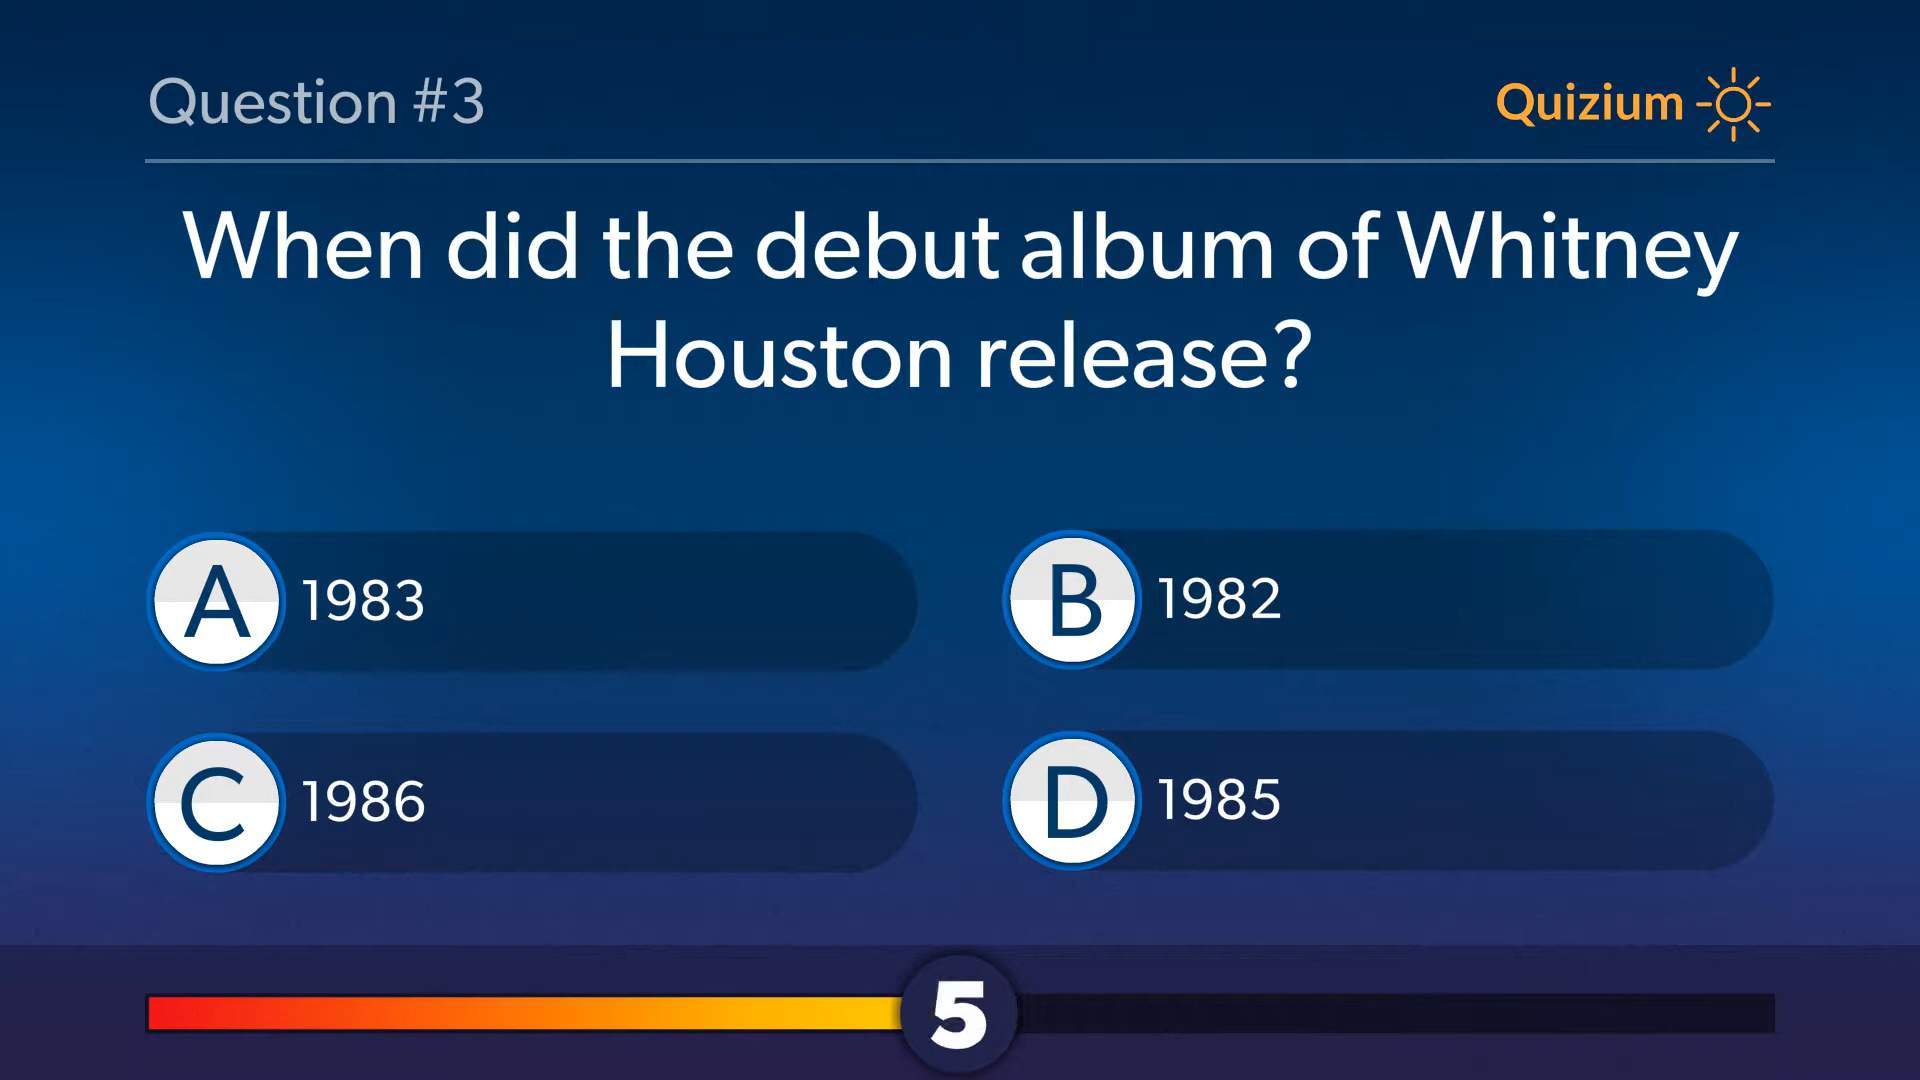 Question #3
Quizium
When did the debut album of Whitney
Houston release?
A 1983
B 1982
C 1986
D 1985
5